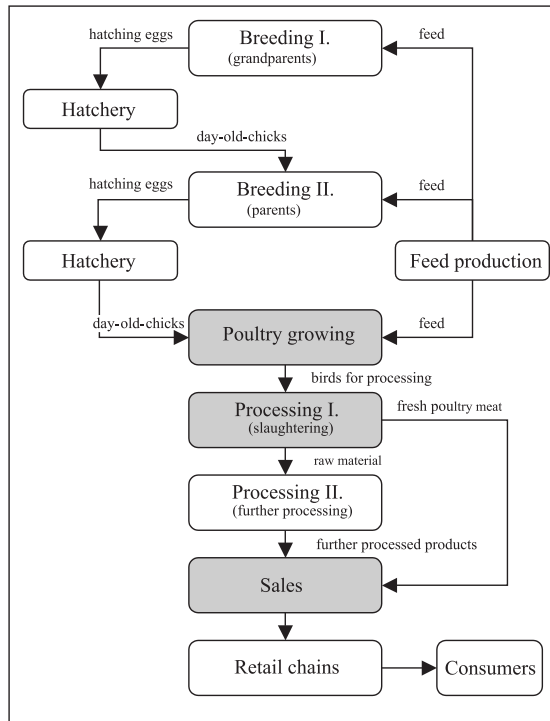 hatching eggs
Breeding I.
(grandparents)
feed
Hatchery
day-old-chicks
hatching eggs
Breeding II.
(parents)
feed
Hatchery
Feed production
day-old-chicks
Poultry growing
feed
birds for processing
Processing I.
(slaughtering)
fresh poultry meat
raw material
Processing II.
(further processing)
further processed products
Sales
Retail chains
Consumers